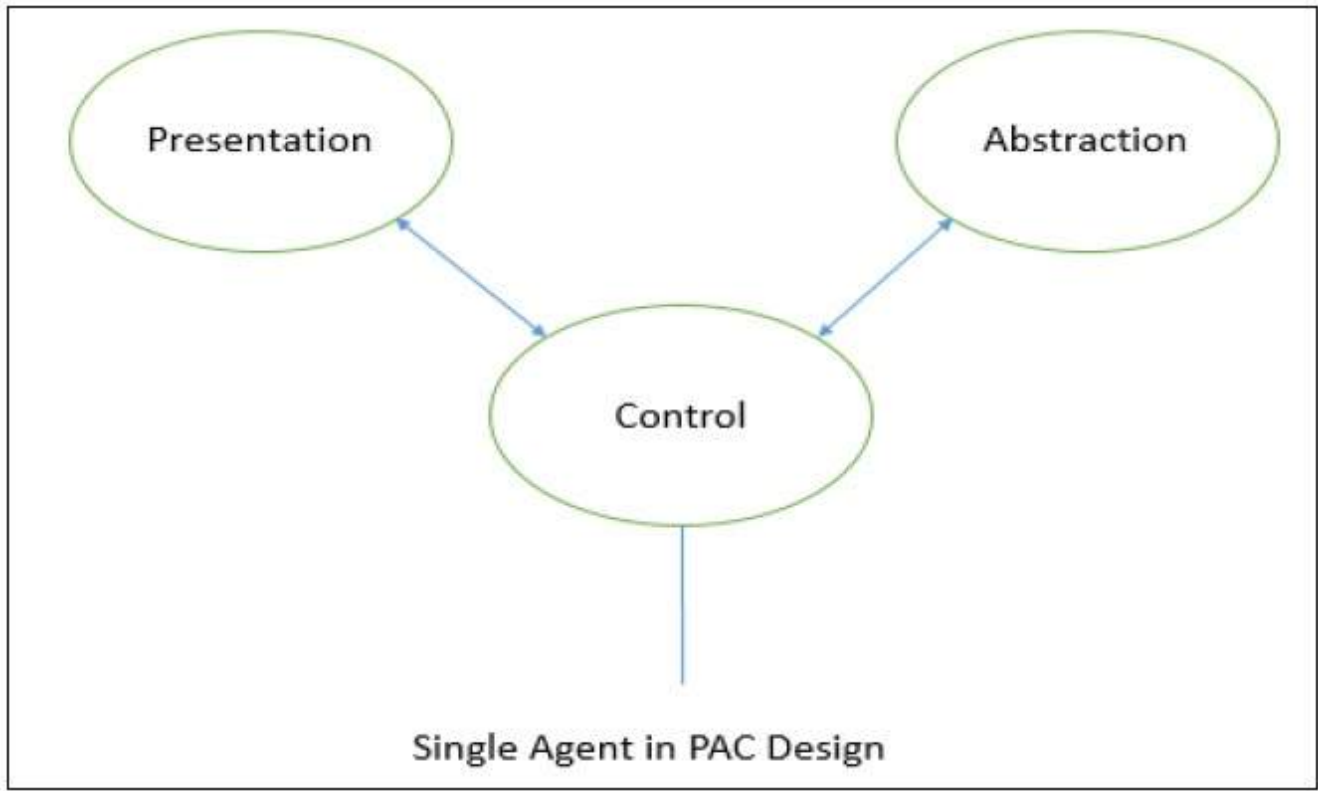 Presentation
Abstraction
Control
Single Agent in PAC Design